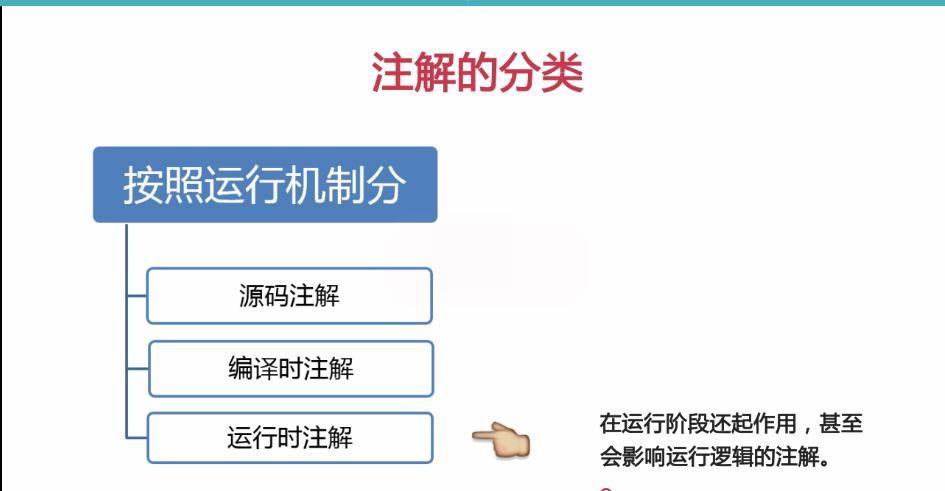 注解的分类
按照运行机制分
源码注解
编译时注解
运行时注解
在运行阶段还起作用，甚至
会影响运行逻辑的注解。